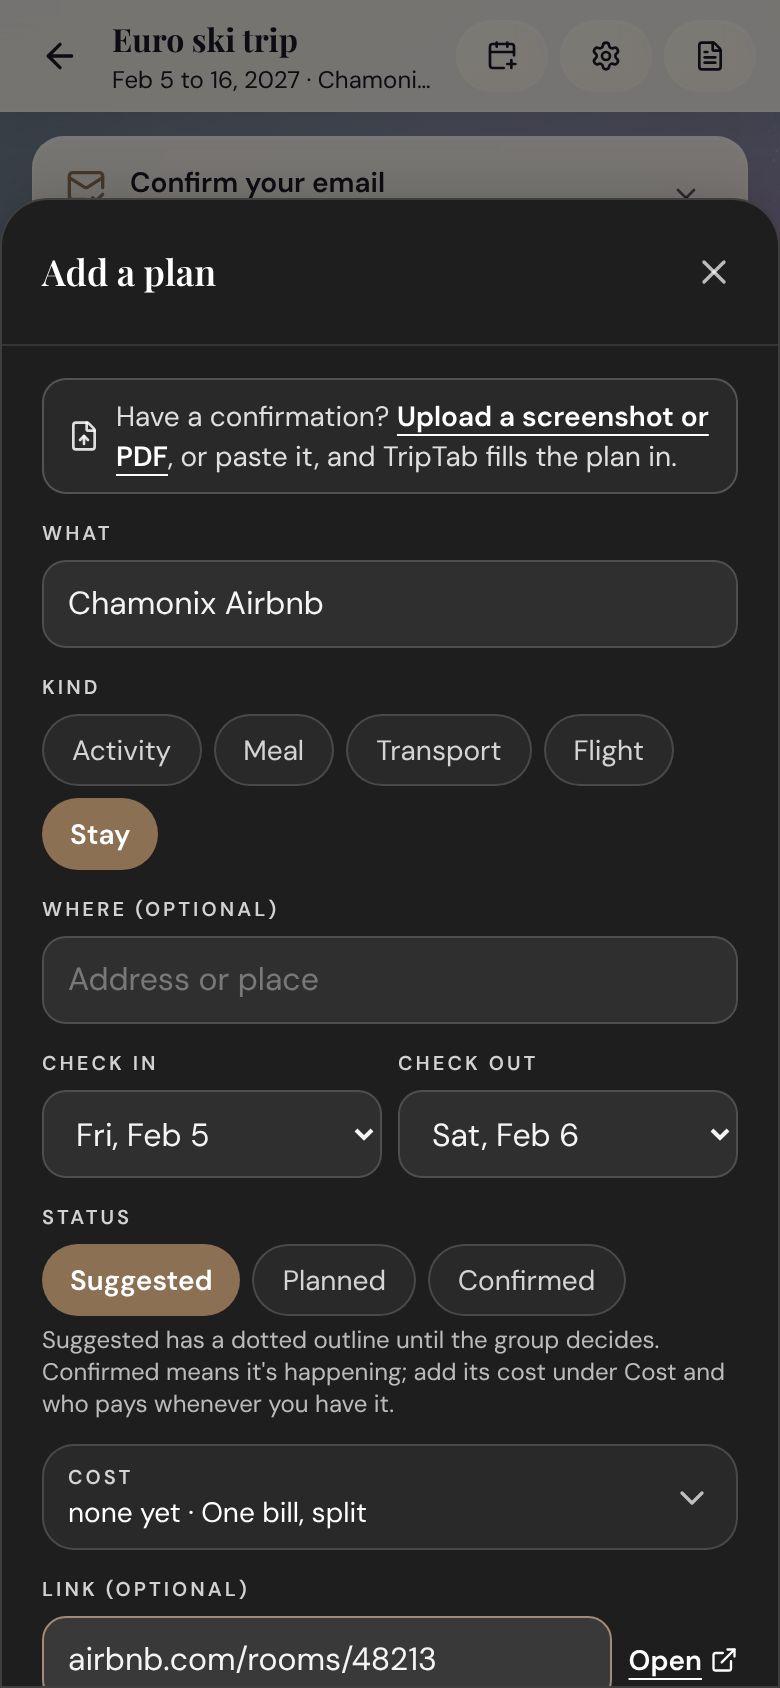 Euro ski trip
Feb 5 to 16, 2027 · Chamoni...
Confirm your email
Add a plan
Have a confirmation? Upload a screenshot or
PDF, or paste it, and TripTab fills the plan in.
WHAT
Chamonix Airbnb
KIND
Activity
Meal
Transport
Flight
Stay
WHERE (OPTIONAL)
Address or place
CHECK IN
CHECK OUT
Fri, Feb 5
Sat, Feb 6
STATUS
Suggested
Planned
Confirmed
Suggested has a dotted outline until the group decides.
Confirmed means it's happening; add its cost under Cost and
who pays whenever you have it.
COST
none yet · One bill, split
LINK (OPTIONAL)
airbnb.com/rooms/48213
Open